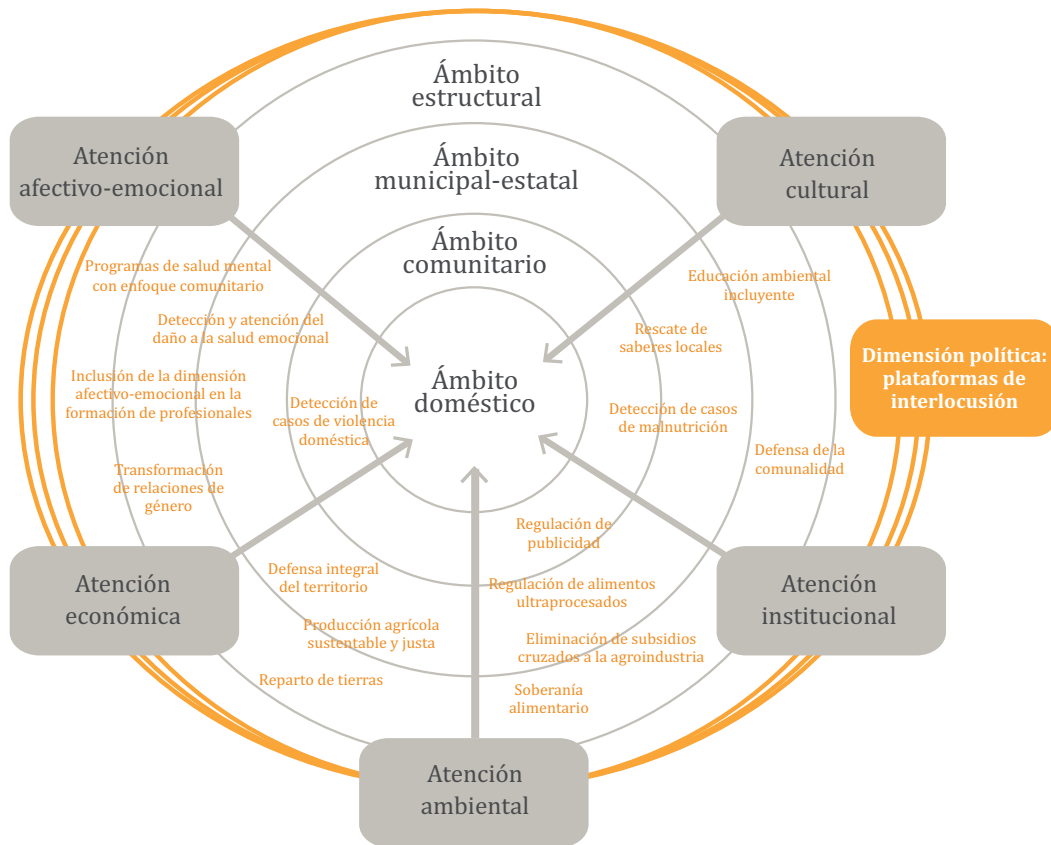 Ámbito
estructural
Atención
afectivo-emocional
Atención
cultural
Ámbito
municipal-estatal
Ámbito
comunitario
Programas de salud mental
con enfoque comunitario
Educación ambiental
incluyente
Detección y atención del
daño a la salud emocional
Rescate de
saberes locales
Dimensión política:
plataformas de
interlocusión
Inclusión de la dimensión
afectivo-emocional en la
formación de profesionales
Ámbito
doméstico
Detección de
casos de violencia
doméstica
Detección de casos
de malnutrición
Defensa de la
comunalidad
Transformación
de relaciones de
género
Regulación de
publicidad
Atención
económica
Defensa integral
del territorio
Regulación de alimentos
ultraprocesados
Atención
institucional
Producción agrícola
sustentable y justa
Eliminación de subsidios
cruzados a la agroindustria
Reparto de tierras
Soberanía
alimentario
Atención
ambiental